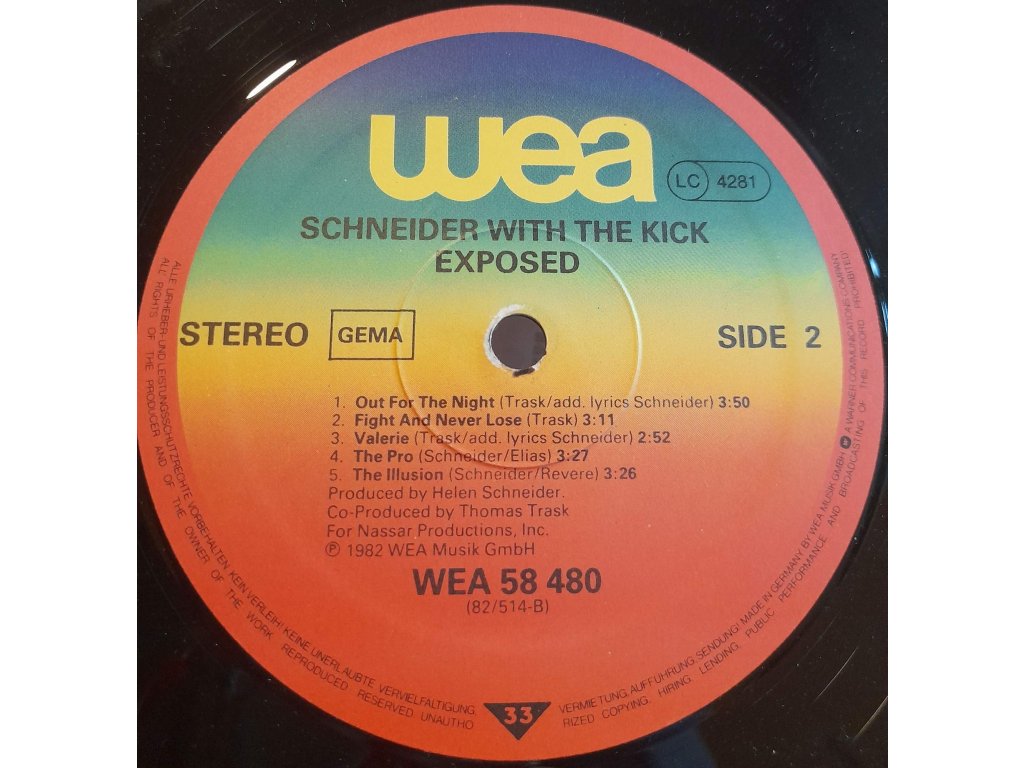 wea
LC 4281
SCHNEIDER WITH THE KICK
EXPOSED
STEREO GEMA SIDE 2
1. Out For The Night (Trask/add. lyrics Schneider) 3:50
2. Fight And Never Lose (Trask) 3:11
3. Valerie (Trask/add. lyrics Schneider) 2:52
4. The Pro (Schneider/Elias) 3:27
5. The Illusion (Schneider/Revere) 3:26
Produced by Helen Schneider.
Co-Produced by Thomas Trask
For Nassar Productions, Inc.
℗ 1982 WEA Musik GmbH
WEA 58 480
(82/514-B)
33
ALLE URHEBER- UND LEISTUNGSSCHUTZRECHTE VORBEHALTEN. KEIN VERLEIH! KEINE UNERLAUBTE VERVIELFÄLTIGUNG, VERMIETUNG, AUFFÜHRUNG, SENDUNG! MADE IN GERMANY BY WEA MUSIK GMBH A WARNER COMMUNICATIONS COMPANY
ALL RIGHTS OF THE PRODUCER AND OF THE OWNER OF THE WORK REPRODUCED RESERVED. UNAUTHORIZED COPYING, HIRING, LENDING, PUBLIC PERFORMANCE AND BROADCASTING OF THIS RECORD PROHIBITED